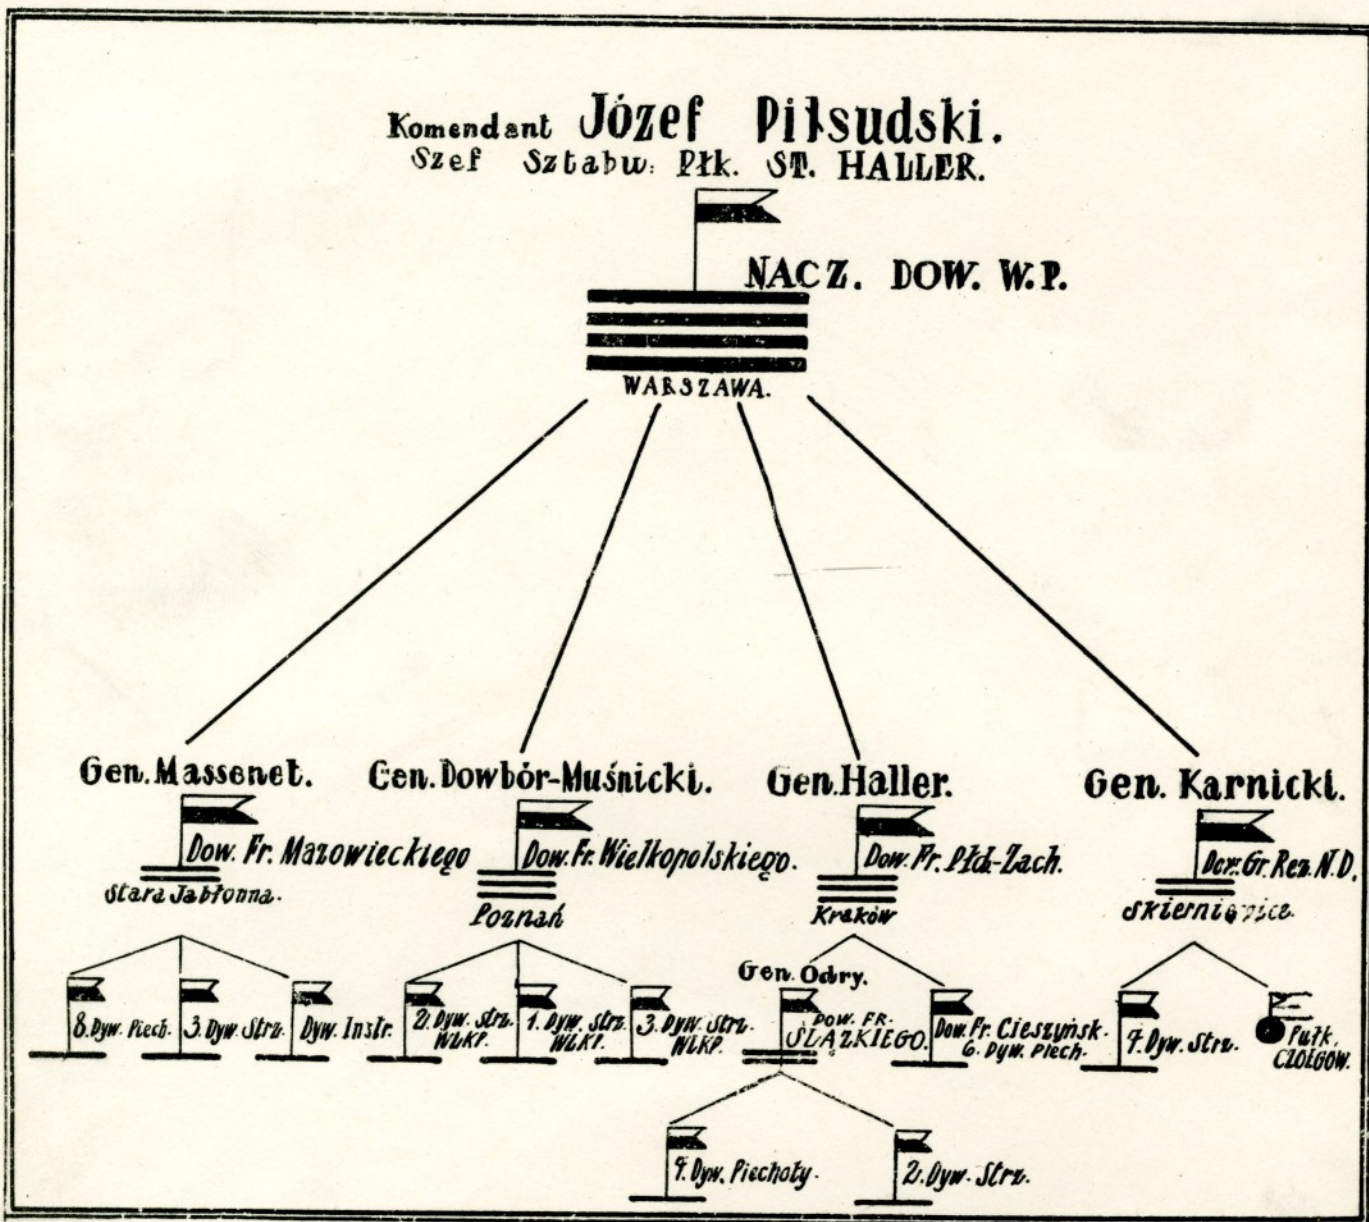 Komendant Józef Piłsudski.
Szef Sztabu: Płk. ST. HALLER.
NACZ. DOW. W.P.
WARSZAWA.
Gen. Massenet.
Dow. Fr. Mazowieckiego
Stara Jabłonna.
8. Dyw. Piech.
3. Dyw. Strz.
Dyw. Instr.
Gen. Dowbór-Muśnicki.
Dow. Fr. Wielkopolskiego.
Poznań
2. Dyw. Strz.
WLKP.
1. Dyw. Strz.
WLKP.
3. Dyw. Strz.
WLKP.
Gen. Haller.
Dow. Fr. Płd-Zach.
Kraków
Gen. Odry.
DOW. FR.
ŚLĄZKIEGO.
Dow. Fr. Cieszyńsk.
6. Dyw. Piech.
Dyw. Piechoty.
2. Dyw. Strz.
Gen. Karnicki.
Dow. Gr. Rez. N.D.
Skierniewice.
Dyw. Strz.
Pułk.
CZOŁGÓW.